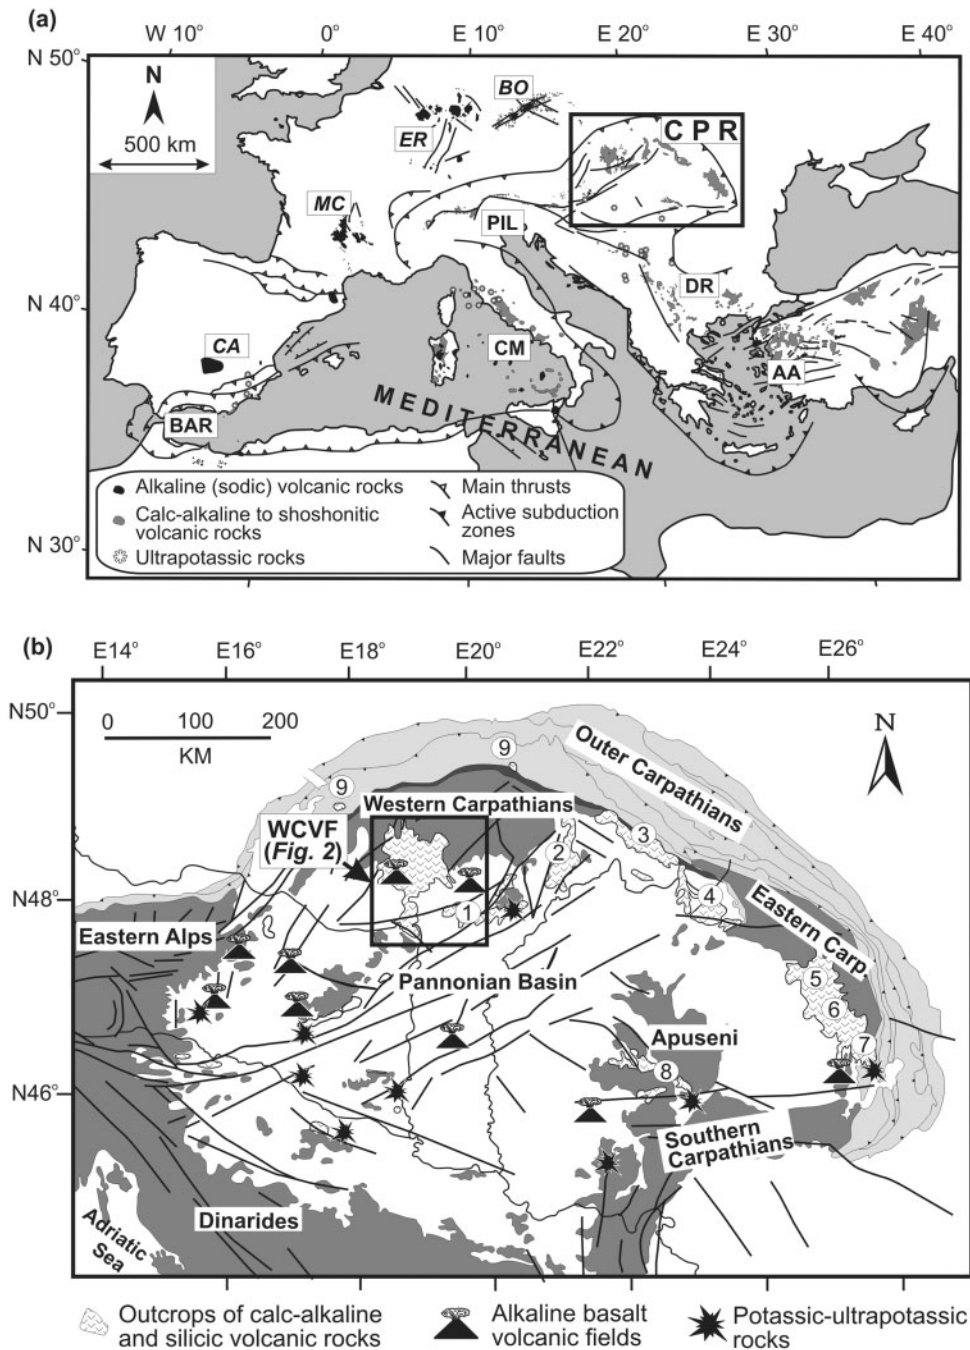 (a)
W 10° 0° E 10° E 20° E 30° E 40°
N 50°
N
500 km
BO
CPR
ER
MC
PIL
DR
N 40°
CA
CM
AA
BAR
MEDITERRANEAN
Alkaline (sodic) volcanic rocks
Calc-alkaline to shoshonitic
volcanic rocks
Ultrapotassic rocks
Main thrusts
Active subduction
zones
Major faults
N 30°
(b)
E14° E16° E18° E20° E22° E24° E26°
N50°
0 100 200
KM
N
9
9
Outer Carpathians
Western Carpathians
WCVF
(Fig. 2)
3
2
4
N48°
1
Eastern Alps
Eastern Carp.
Pannonian Basin
5
6
Apuseni
7
8
N46°
Southern
Carpathians
Dinarides
Adriatic
Sea
Outcrops of calc-alkaline
and silicic volcanic rocks
Alkaline basalt
volcanic fields
Potassic-ultrapotassic
rocks